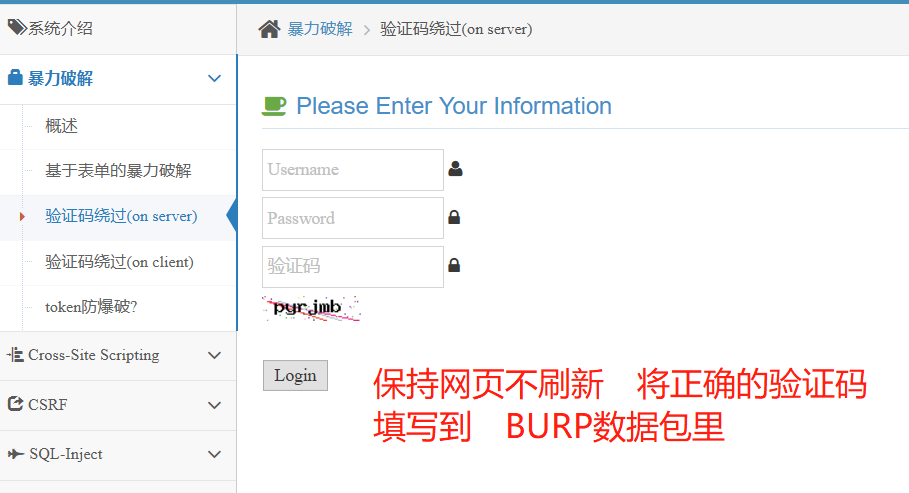 系统介绍
暴力破解
概述
基于表单的暴力破解
验证码绕过(on server)
验证码绕过(on client)
token防爆破?
Cross-Site Scripting
CSRF
SQL-Inject
暴力破解 > 验证码绕过(on server)
Please Enter Your Information
Username
Password
验证码
pgrjmb
Login
保持网页不刷新 将正确的验证码
填写到 BURP数据包里